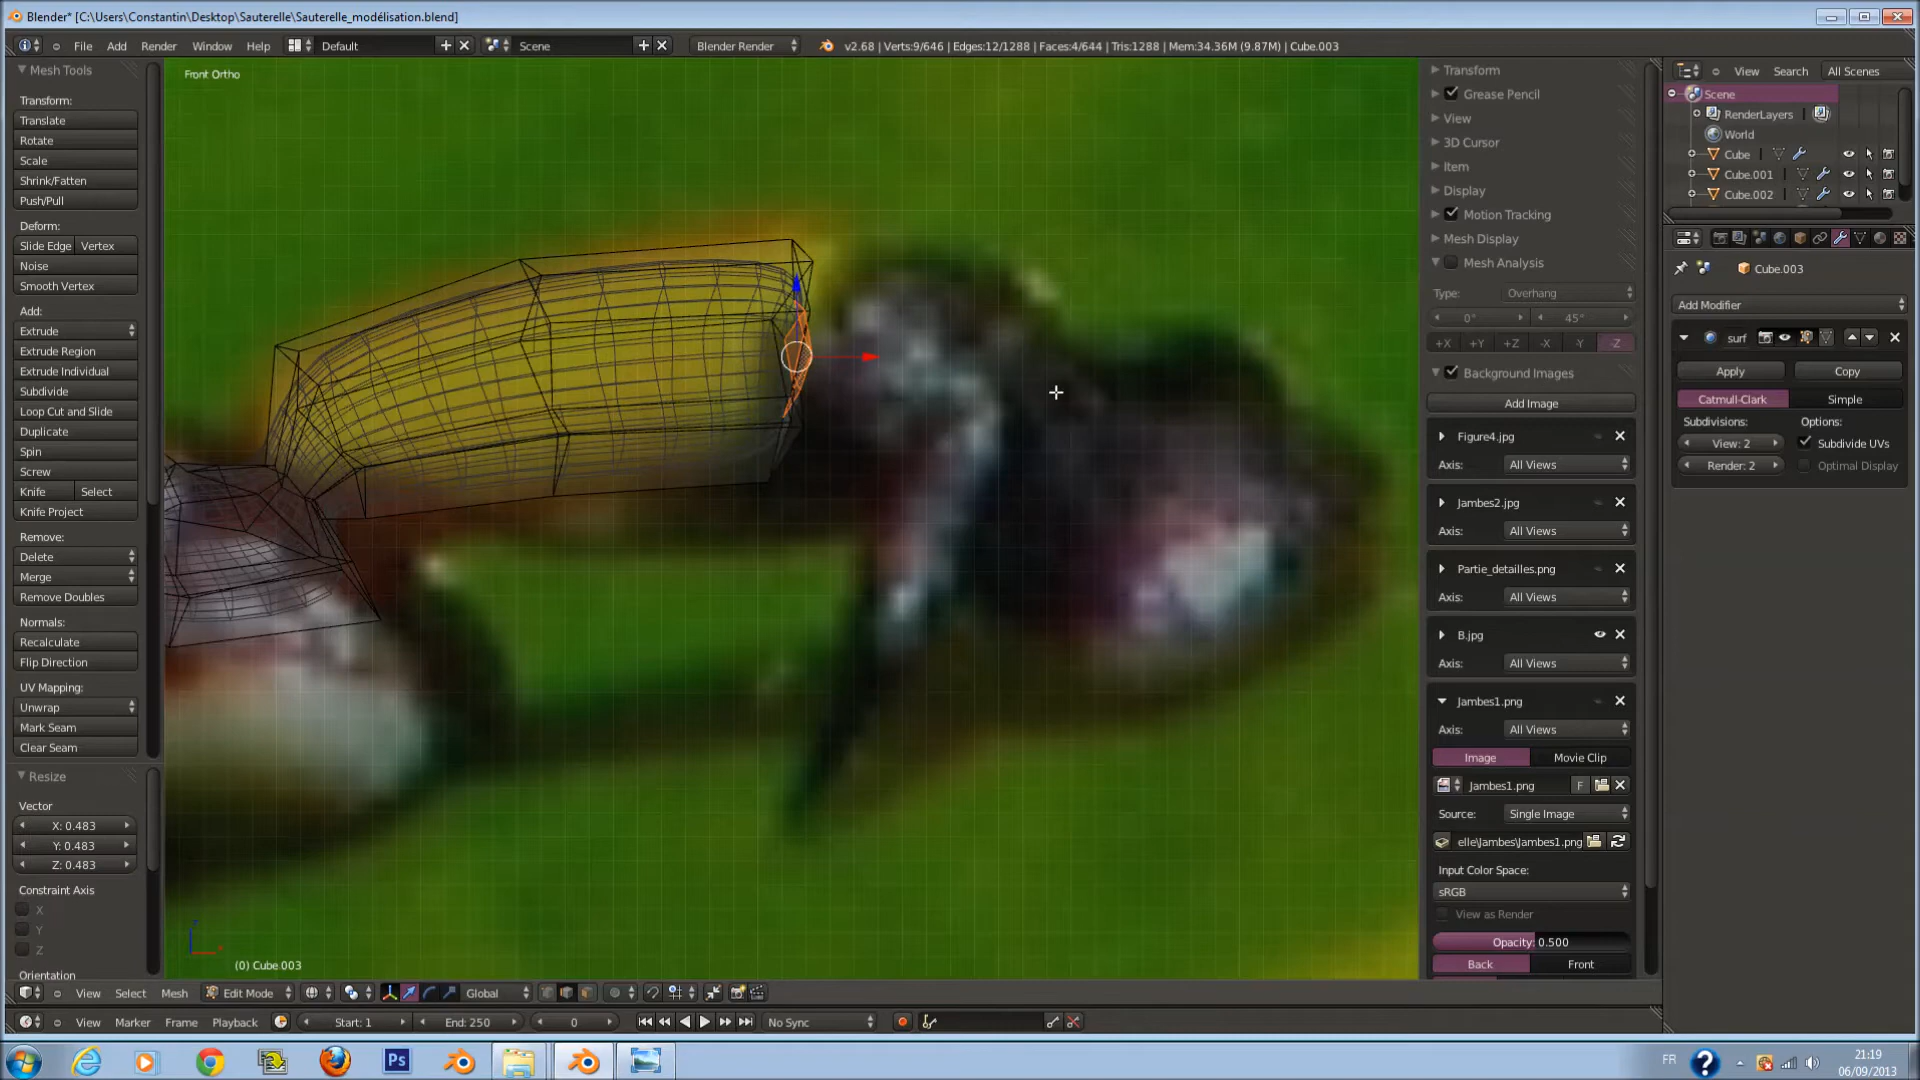 Blender* [C:\Users\Constantin\Desktop\Sauterelle\Sauterelle_modélisation.blend]
File Add Render Window Help Default Scene Blender Render v2.68 | Verts:9/646 | Edges:12/1288 | Faces:4/644 | Tris:1288 | Mem:34.36M (9.87M) | Cube.003
Mesh Tools
Transform:
Translate
Rotate
Scale
Shrink/Fatten
Push/Pull
Deform:
Slide Edge Vertex
Noise
Smooth Vertex
Add:
Extrude
Extrude Region
Extrude Individual
Subdivide
Loop Cut and Slide
Duplicate
Spin
Screw
Knife Select
Knife Project
Remove:
Delete
Merge
Remove Doubles
Normals:
Recalculate
Flip Direction
UV Mapping:
Unwrap
Mark Seam
Clear Seam
Resize
Vector
X: 0.483
Y: 0.483
Z: 0.483
Constraint Axis
X
Y
Z
Orientation
Front Ortho
(0) Cube.003
Transform
Grease Pencil
View
3D Cursor
Item
Display
Motion Tracking
Mesh Display
Mesh Analysis
Type: Overhang
0° 45°
+X +Y +Z -X -Y -Z
Background Images
Add Image
Figure4.jpg
Axis: All Views
Jambes2.jpg
Axis: All Views
Partie_detailles.png
Axis: All Views
B.jpg
Axis: All Views
Jambes1.png
Axis: All Views
Image Movie Clip
Jambes1.png F
Source: Single Image
elle\Jambes\Jambes1.png
Input Color Space:
sRGB
View as Render
Opacity: 0.500
Back Front
View Search All Scenes
Scene
RenderLayers
World
Cube
Cube.001
Cube.002
Cube.003
Add Modifier
surf
Apply Copy
Catmull-Clark Simple
Subdivisions: Options:
View: 2 Subdivide UVs
Render: 2 Optimal Display
View Select Mesh Edit Mode Global
View Marker Frame Playback Start: 1 End: 250 0 No Sync
Ps FR 21:19
06/09/2013